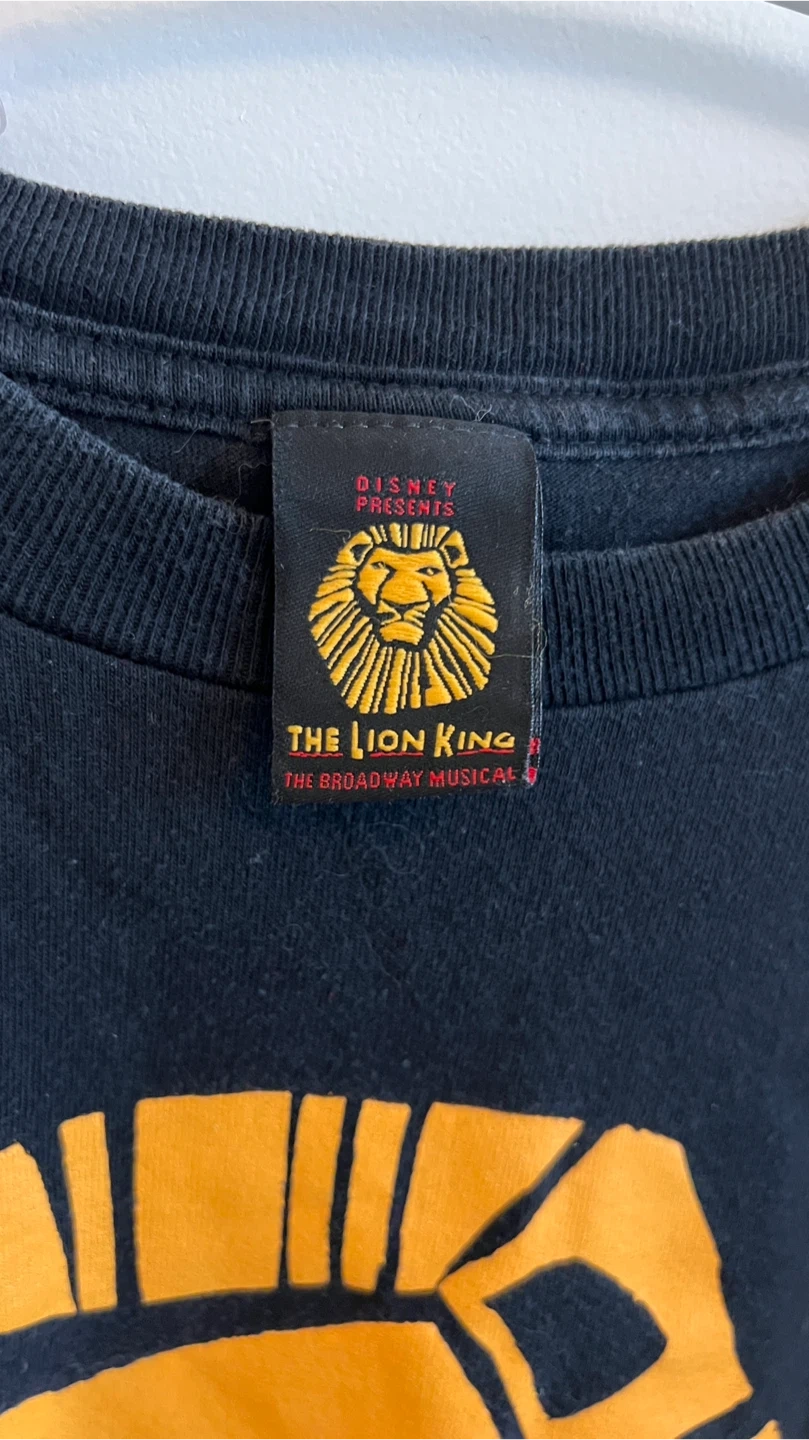 DISNEY
PRESENTS
THE LION KING
THE BROADWAY MUSICAL